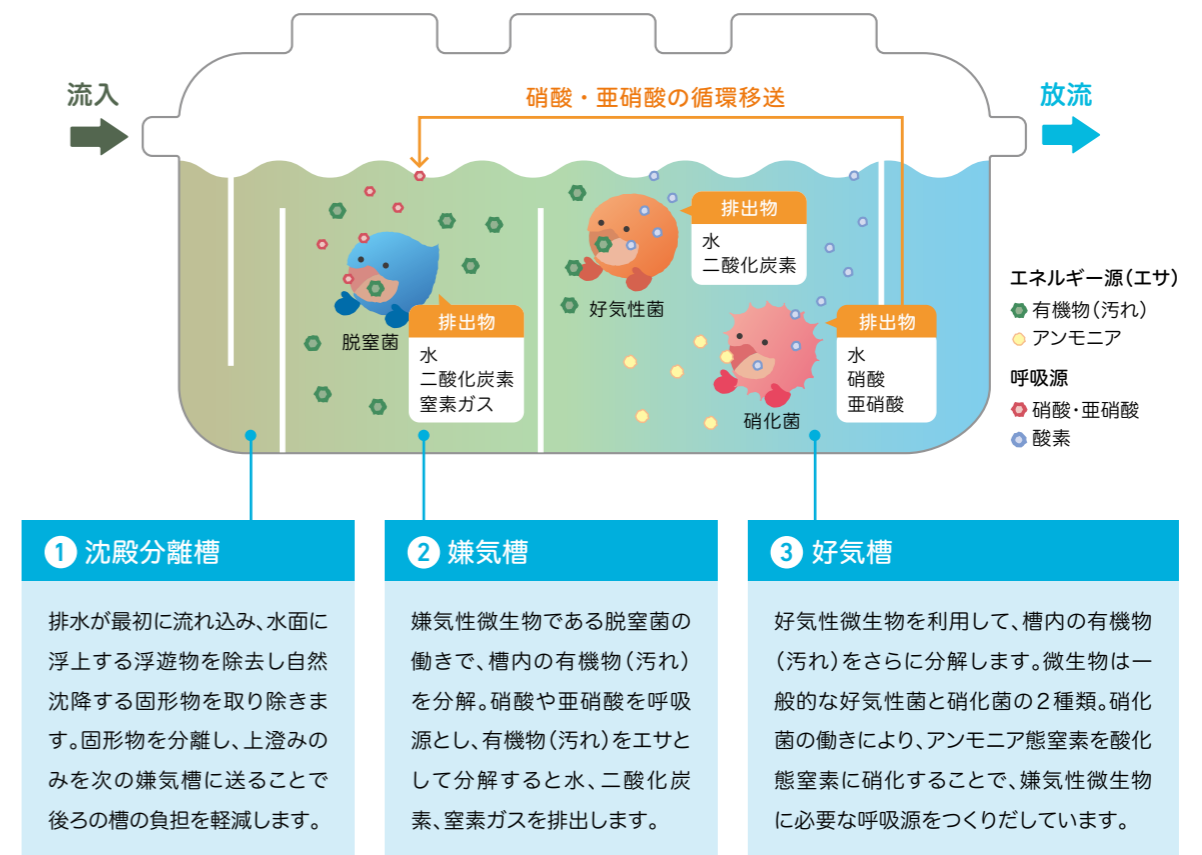 流入
硝酸・亜硝酸の循環移送
放流
排出物
水
二酸化炭素
好気性菌
脱窒菌
排出物
水
二酸化炭素
窒素ガス
排出物
水
硝酸
亜硝酸
硝化菌
エネルギー源(エサ)
有機物(汚れ)
アンモニア
呼吸源
硝酸・亜硝酸
酸素
1 沈殿分離槽
排水が最初に流れ込み、水面に
浮上する浮遊物を除去し自然
沈降する固形物を取り除きま
す。固形物を分離し、上澄みの
みを次の嫌気槽に送ることで
後ろの槽の負担を軽減します。
2 嫌気槽
嫌気性微生物である脱窒菌の
働きで、槽内の有機物(汚れ)
を分解。硝酸や亜硝酸を呼吸
源とし、有機物(汚れ)をエサと
して分解すると水、二酸化炭
素、窒素ガスを排出します。
3 好気槽
好気性微生物を利用して、槽内の有機物
(汚れ)をさらに分解します。微生物は一
般的な好気性菌と硝化菌の2種類。硝化
菌の働きにより、アンモニア態窒素を酸化
態窒素に硝化することで、嫌気性微生物
に必要な呼吸源をつくりだしています。